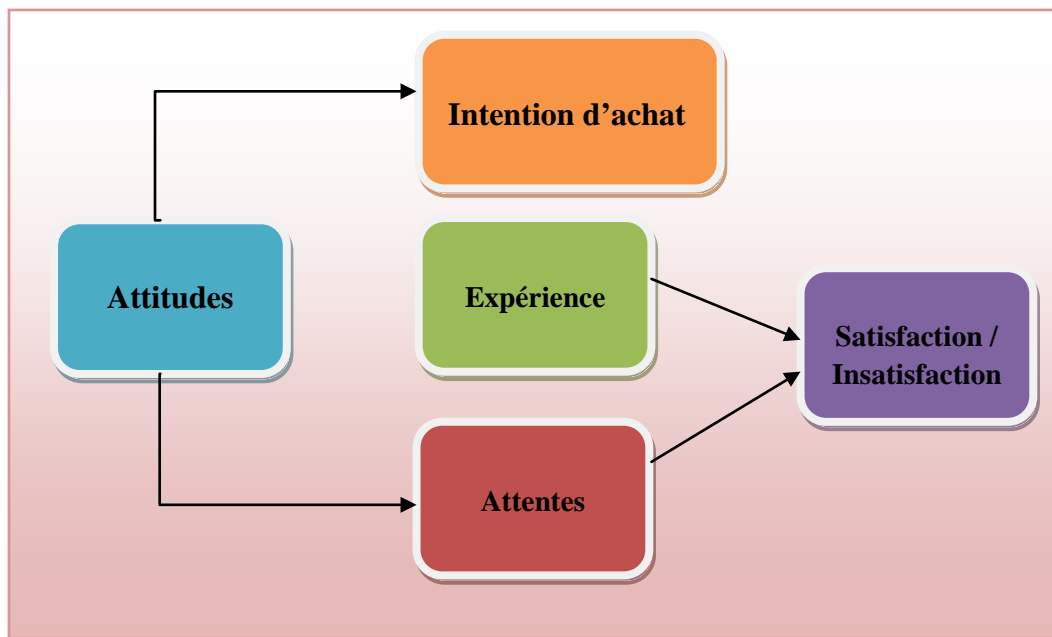 Intention d’achat
Attitudes
Expérience
Satisfaction /
Insatisfaction
Attentes